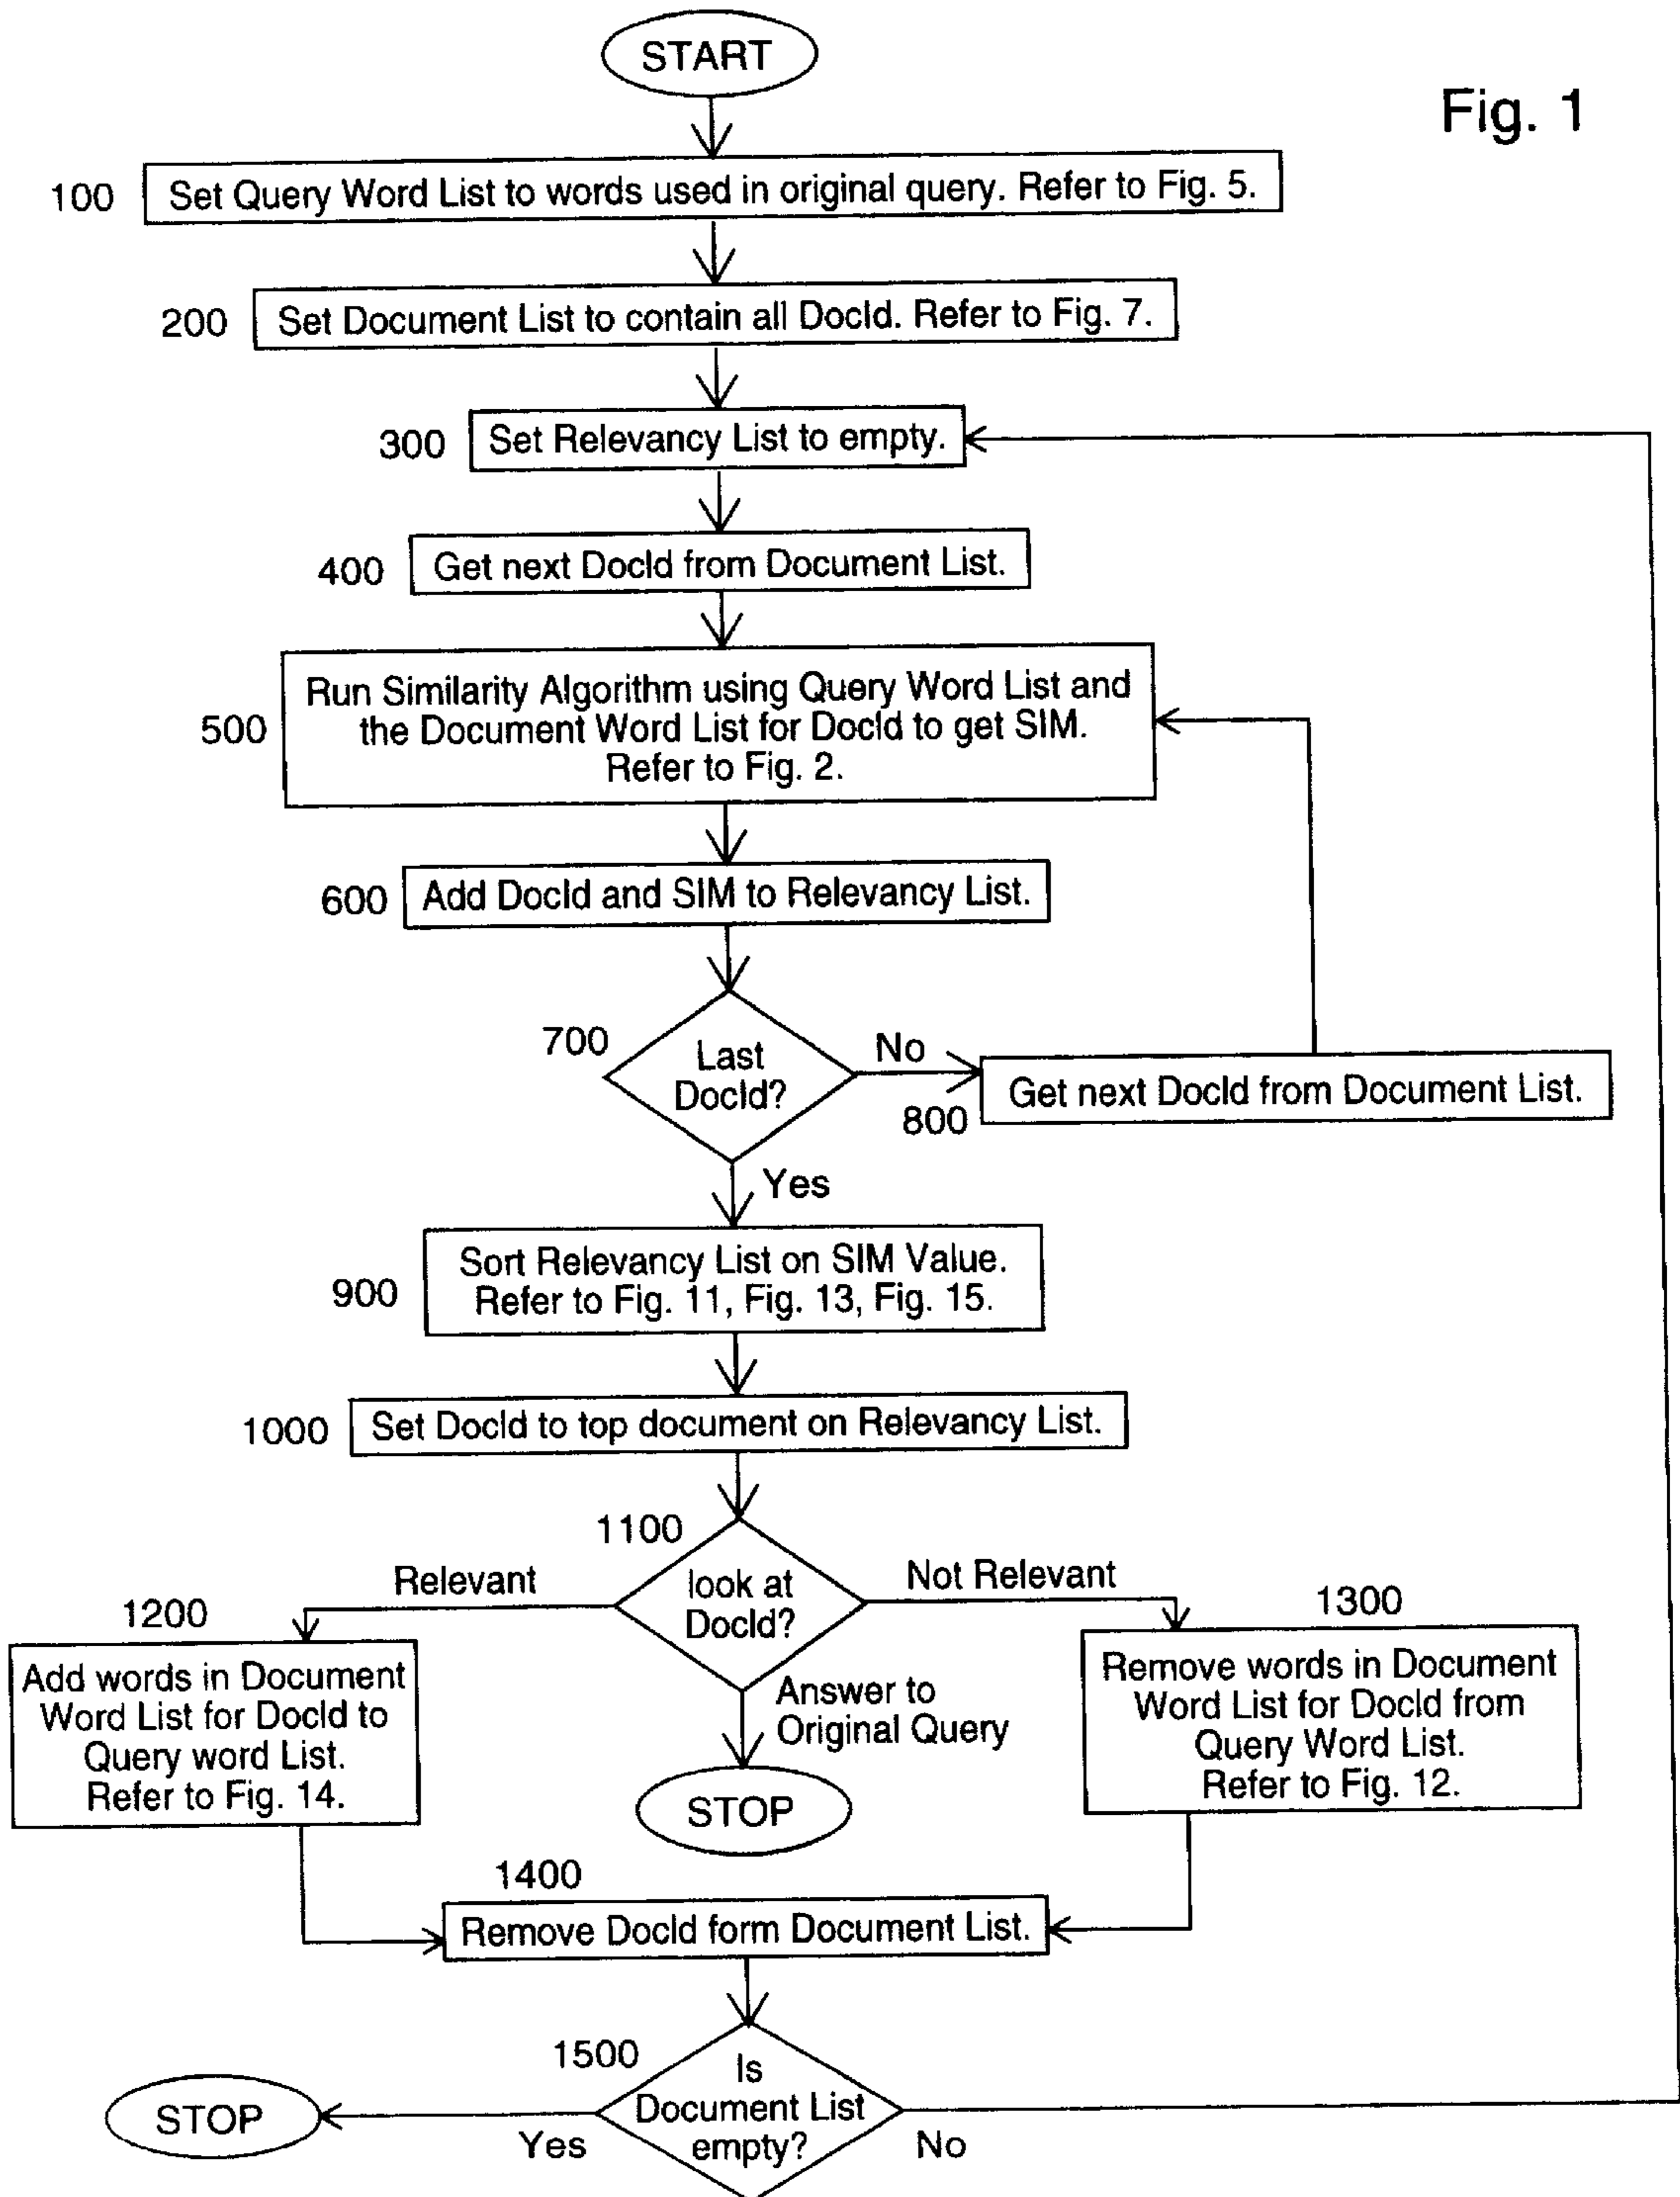 START
Fig. 1
100
Set Query Word List to words used in original query. Refer to Fig. 5.
200
Set Document List to contain all DocId. Refer to Fig. 7.
300
Set Relevancy List to empty.
400
Get next DocId from Document List.
500
Run Similarity Algorithm using Query Word List and
the Document Word List for DocId to get SIM.
Refer to Fig. 2.
600
Add DocId and SIM to Relevancy List.
700
Last
DocId?
No
800
Get next DocId from Document List.
Yes
900
Sort Relevancy List on SIM Value.
Refer to Fig. 11, Fig. 13, Fig. 15.
1000
Set DocId to top document on Relevancy List.
1100
look at
DocId?
Relevant
Not Relevant
1200
Add words in Document
Word List for DocId to
Query word List.
Refer to Fig. 14.
Answer to
Original Query
STOP
1300
Remove words in Document
Word List for DocId from
Query Word List.
Refer to Fig. 12.
1400
Remove DocId form Document List.
1500
Is
Document List
empty?
Yes
STOP
No